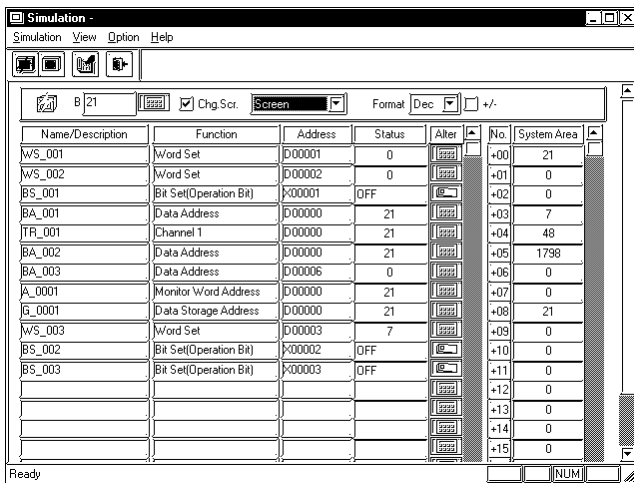 Simulation -
Simulation View Option Help
B 21 Chg.Scr. Screen Format Dec +/-
Name/Description Function Address Status Alter No. System Area
WS_001 Word Set D00001 0 +00 21
WS_002 Word Set D00002 0 +01 0
BS_001 Bit Set(Operation Bit) X00001 OFF +02 0
BA_001 Data Address D00000 21 +03 7
TR_001 Channel 1 D00000 21 +04 48
BA_002 Data Address D00000 21 +05 1798
BA_003 Data Address D00006 0 +06 0
A_0001 Monitor Word Address D00000 21 +07 0
G_0001 Data Storage Address D00000 21 +08 21
WS_003 Word Set D00003 7 +09 0
BS_002 Bit Set(Operation Bit) X00002 OFF +10 0
BS_003 Bit Set(Operation Bit) X00003 OFF +11 0
+12 0
+13 0
+14 0
+15 0
Ready NUM